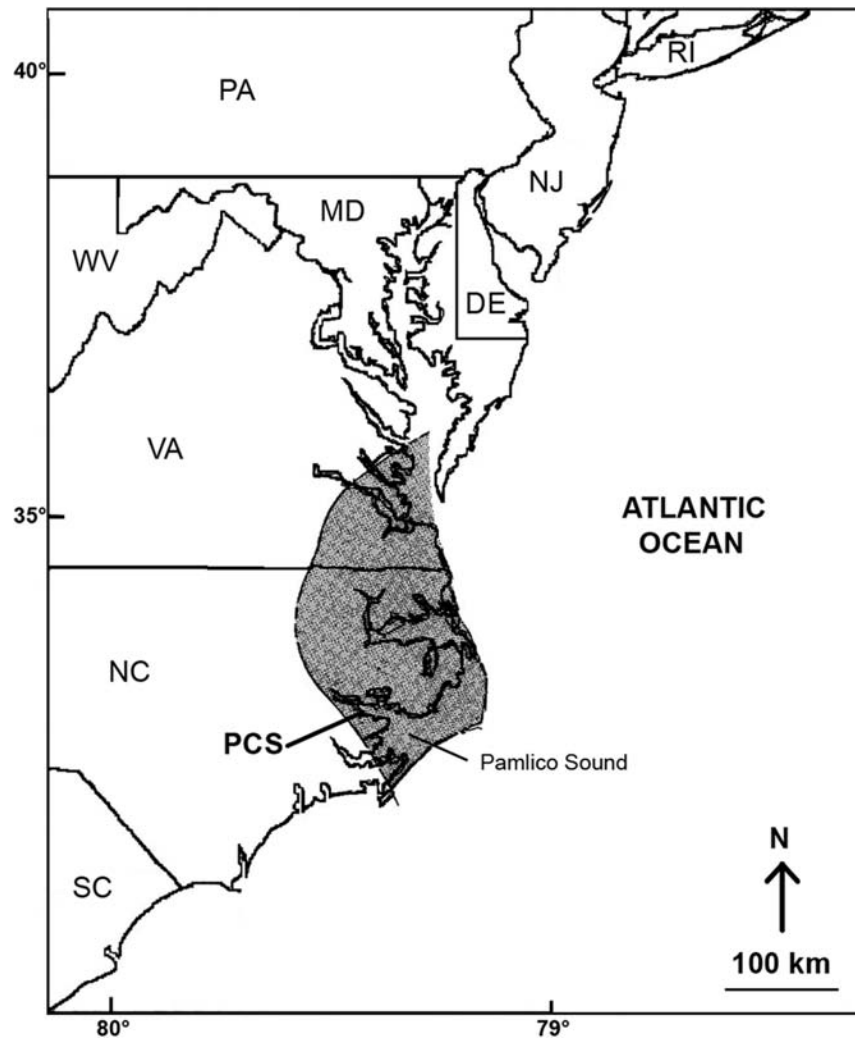 40°
PA
RI
NJ
MD
WV
DE
VA
35°
ATLANTIC
OCEAN
NC
PCS
Pamlico Sound
SC
N
100 km
80°
79°